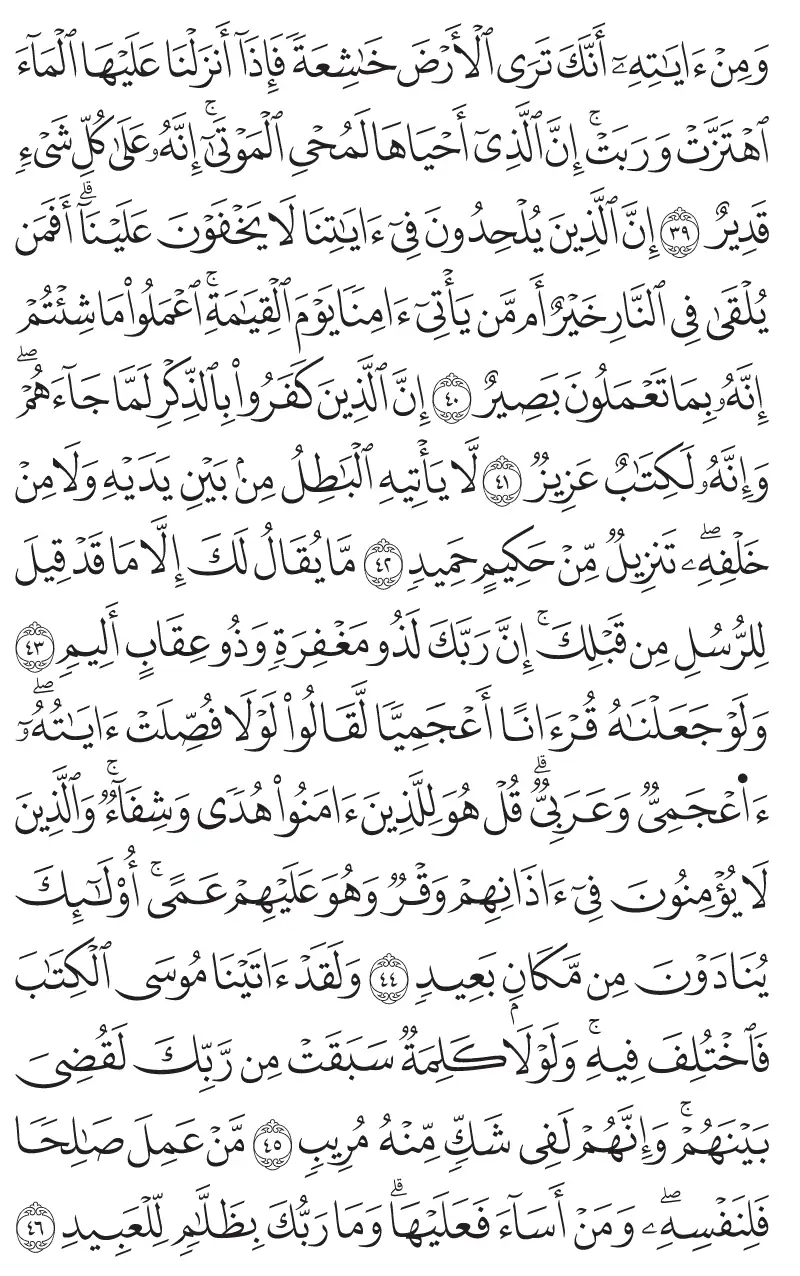 وَمِنْ ءَايَٰتِهِۦٓ أَنَّكَ تَرَى ٱلْأَرْضَ خَٰشِعَةً فَإِذَآ أَنزَلْنَا عَلَيْهَا ٱلْمَآءَ
ٱهْتَزَّتْ وَرَبَتْ ۚ إِنَّ ٱلَّذِىٓ أَحْيَاهَا لَمُحْىِ ٱلْمَوْتَىٰٓ ۚ إِنَّهُۥ عَلَىٰ كُلِّ شَىْءٍ
قَدِيرٌ ٣٩ إِنَّ ٱلَّذِينَ يُلْحِدُونَ فِىٓ ءَايَٰتِنَا لَا يَخْفَوْنَ عَلَيْنَآ ۗ أَفَمَن
يُلْقَىٰ فِى ٱلنَّارِ خَيْرٌ أَم مَّن يَأْتِىٓ ءَامِنًا يَوْمَ ٱلْقِيَٰمَةِ ۚ ٱعْمَلُوا۟ مَا شِئْتُمْ
إِنَّهُۥ بِمَا تَعْمَلُونَ بَصِيرٌ ٤٠ إِنَّ ٱلَّذِينَ كَفَرُوا۟ بِٱلذِّكْرِ لَمَّا جَآءَهُمْ ۖ
وَإِنَّهُۥ لَكِتَٰبٌ عَزِيزٌ ٤١ لَّا يَأْتِيهِ ٱلْبَٰطِلُ مِنۢ بَيْنِ يَدَيْهِ وَلَا مِنْ
خَلْفِهِۦ ۖ تَنزِيلٌ مِّنْ حَكِيمٍ حَمِيدٍ ٤٢ مَّا يُقَالُ لَكَ إِلَّا مَا قَدْ قِيلَ
لِلرُّسُلِ مِن قَبْلِكَ ۚ إِنَّ رَبَّكَ لَذُو مَغْفِرَةٍ وَذُو عِقَابٍ أَلِيمٍ ٤٣
وَلَوْ جَعَلْنَٰهُ قُرْءَانًا أَعْجَمِيًّا لَّقَالُوا۟ لَوْلَا فُصِّلَتْ ءَايَٰتُهُۥٓ ۖ
ءَا۬عْجَمِىٌّ وَعَرَبِىٌّ ۗ قُلْ هُوَ لِلَّذِينَ ءَامَنُوا۟ هُدًى وَشِفَآءٌ ۚ وَٱلَّذِينَ
لَا يُؤْمِنُونَ فِىٓ ءَاذَانِهِمْ وَقْرٌ وَهُوَ عَلَيْهِمْ عَمًى ۚ أُو۟لَٰٓئِكَ
يُنَادَوْنَ مِن مَّكَانٍۭ بَعِيدٍ ٤٤ وَلَقَدْ ءَاتَيْنَا مُوسَى ٱلْكِتَٰبَ
فَٱخْتُلِفَ فِيهِ ۚ وَلَوْلَا كَلِمَةٌ سَبَقَتْ مِن رَّبِّكَ لَقُضِىَ
بَيْنَهُمْ ۚ وَإِنَّهُمْ لَفِى شَكٍّ مِّنْهُ مُرِيبٍ ٤٥ مَّنْ عَمِلَ صَٰلِحًا
فَلِنَفْسِهِۦ ۖ وَمَنْ أَسَآءَ فَعَلَيْهَا ۗ وَمَا رَبُّكَ بِظَلَّٰمٍ لِّلْعَبِيدِ ٤٦